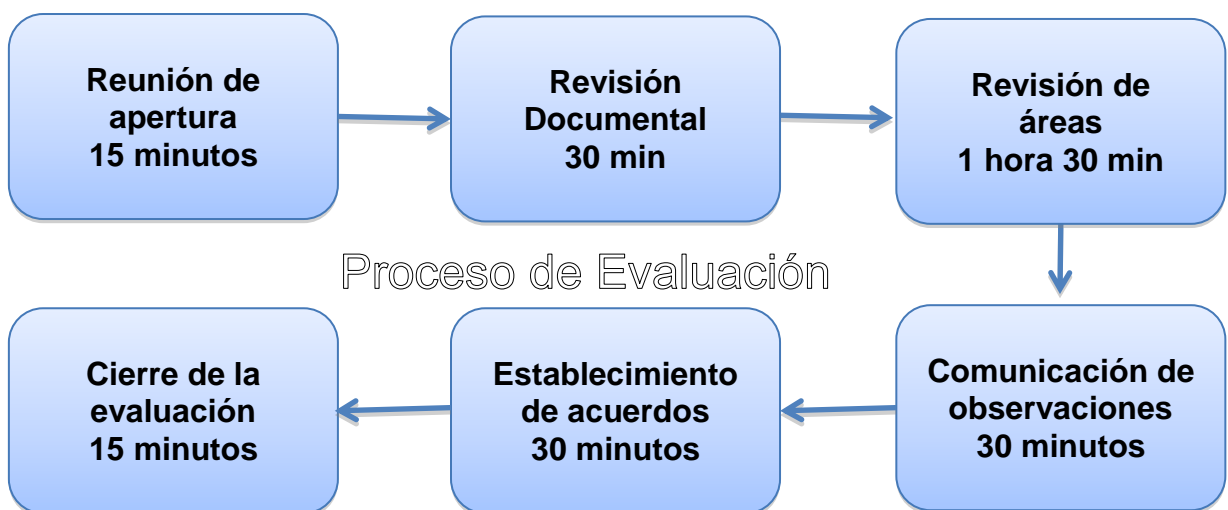 Reunión de
apertura
15 minutos
Revisión
Documental
30 min
Revisión de
áreas
1 hora 30 min
Proceso de Evaluación
Comunicación de
observaciones
30 minutos
Establecimiento
de acuerdos
30 minutos
Cierre de la
evaluación
15 minutos